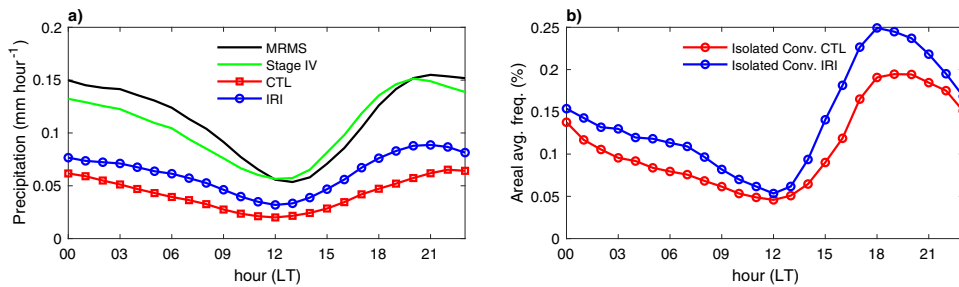 a)
Precipitation (mm hour-1)
0.2
0.15
0.1
0.05
0
MRMS
Stage IV
CTL
IRI
00 03 06 09 12 15 18 21
hour (LT)
b)
Areal avg. freq. (%)
0.25
0.2
0.15
0.1
0.05
0
Isolated Conv. CTL
Isolated Conv. IRI
00 03 06 09 12 15 18 21
hour (LT)